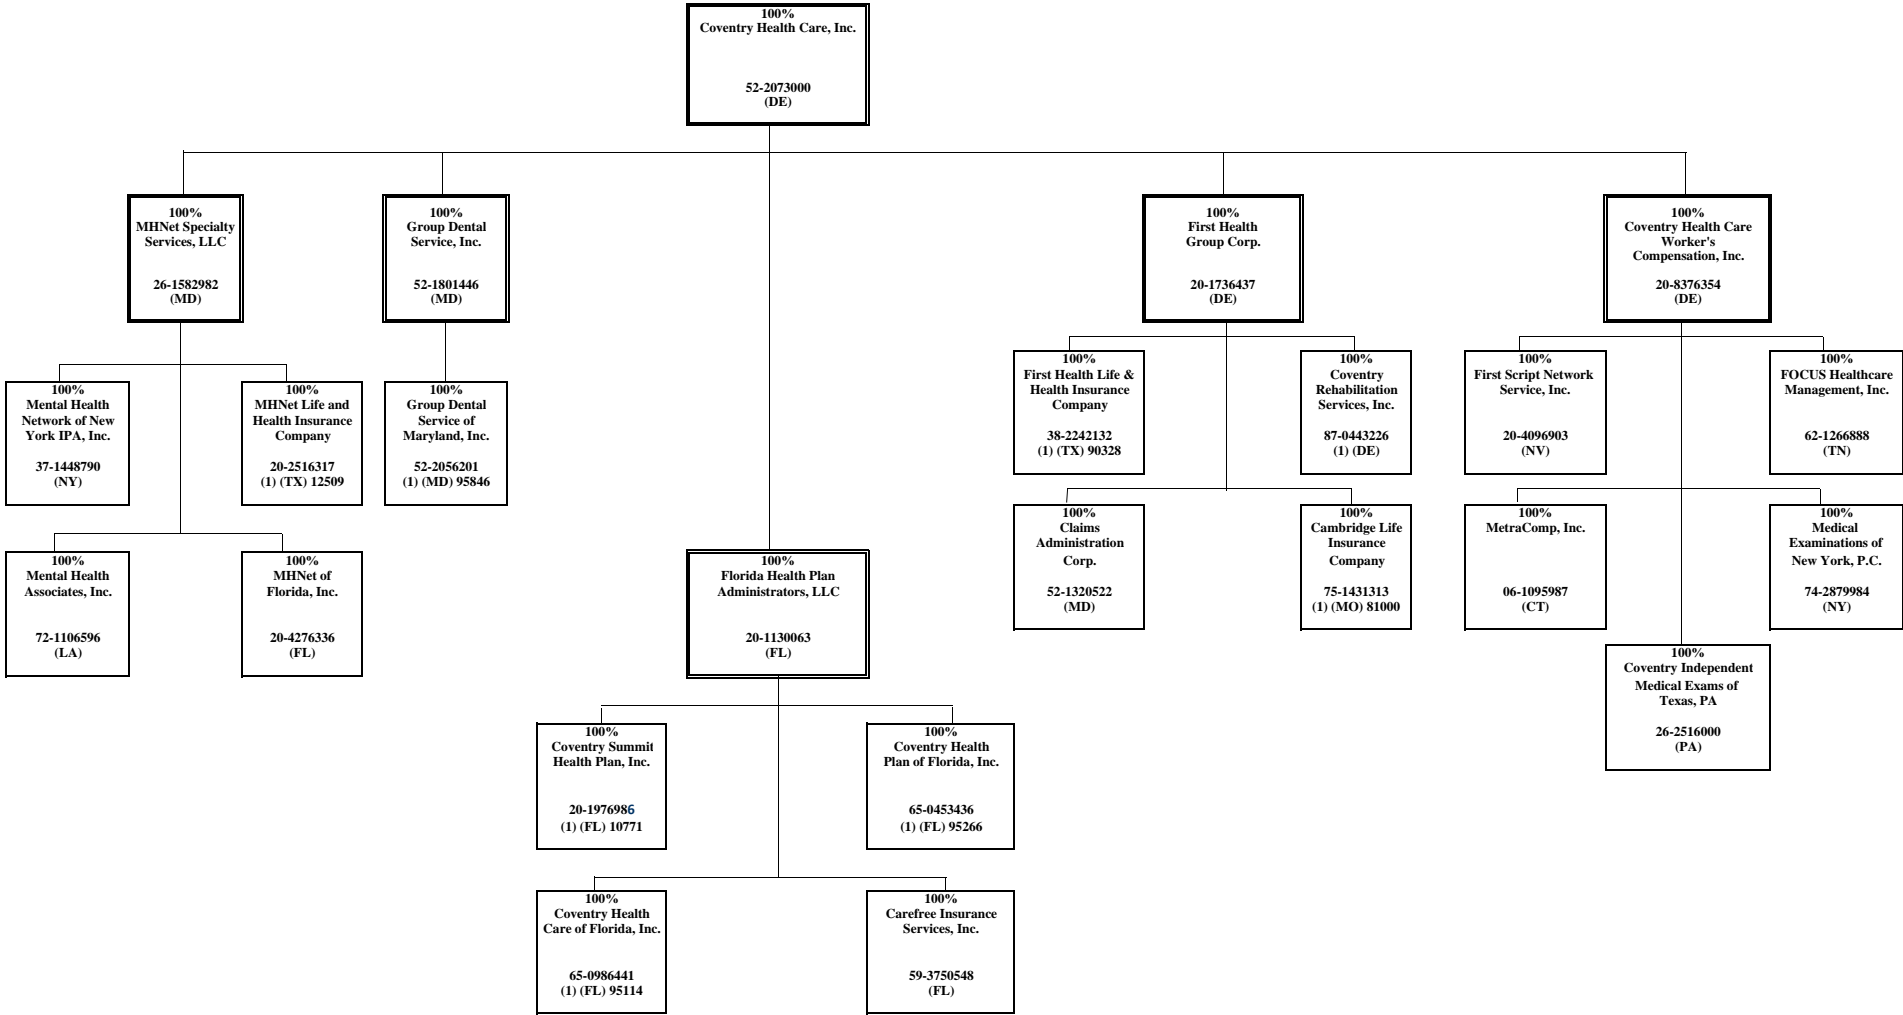 100%
Coventry Health Care, Inc.
52-2073000
(DE)
100%
MHNet Specialty
Services, LLC
26-1582982
(MD)
100%
Group Dental
Service, Inc.
52-1801446
(MD)
100%
First Health
Group Corp.
20-1736437
(DE)
100%
Coventry Health Care
Worker's
Compensation, Inc.
20-8376354
(DE)
100%
Mental Health
Network of New
York IPA, Inc.
37-1448790
(NY)
100%
MHNet Life and
Health Insurance
Company
20-2516317
(1) (TX) 12509
100%
Group Dental
Service of
Maryland, Inc.
52-2056201
(1) (MD) 95846
100%
First Health Life &
Health Insurance
Company
38-2242132
(1) (TX) 90328
100%
Coventry
Rehabilitation
Services, Inc.
87-0443226
(1) (DE)
100%
First Script Network
Service, Inc.
20-4096903
(NV)
100%
FOCUS Healthcare
Management, Inc.
62-1266888
(TN)
100%
Mental Health
Associates, Inc.
72-1106596
(LA)
100%
MHNet of
Florida, Inc.
20-4276336
(FL)
100%
Florida Health Plan
Administrators, LLC
20-1130063
(FL)
100%
Claims
Administration
Corp.
52-1320522
(MD)
100%
Cambridge Life
Insurance
Company
75-1431313
(1) (MO) 81000
100%
MetraComp, Inc.
06-1095987
(CT)
100%
Medical
Examinations of
New York, P.C.
74-2879984
(NY)
100%
Coventry Independent
Medical Exams of
Texas, PA
26-2516000
(PA)
100%
Coventry Summit
Health Plan, Inc.
20-1976986
(1) (FL) 10771
100%
Coventry Health
Plan of Florida, Inc.
65-0453436
(1) (FL) 95266
100%
Coventry Health
Care of Florida, Inc.
65-0986441
(1) (FL) 95114
100%
Carefree Insurance
Services, Inc.
59-3750548
(FL)